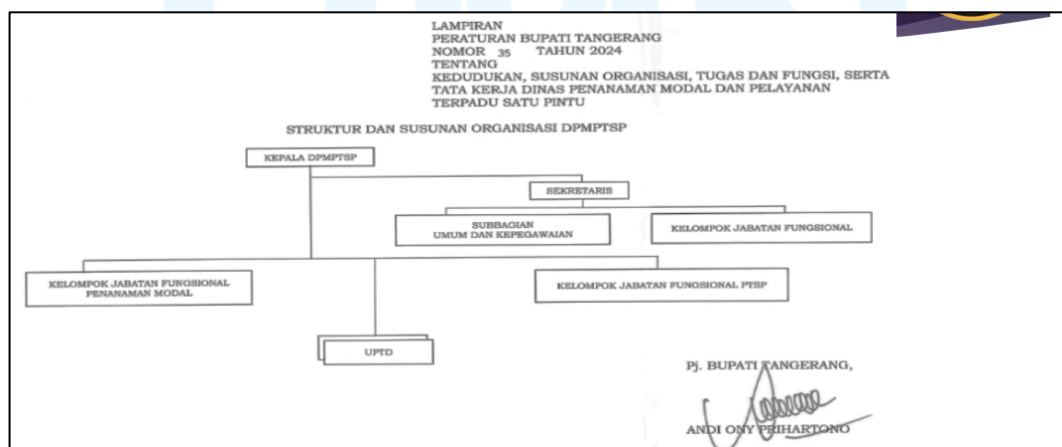 LAMPIRAN
PERATURAN BUPATI TANGERANG
NOMOR 35 TAHUN 2024
TENTANG
KEDUDUKAN, SUSUNAN ORGANISASI, TUGAS DAN FUNGSI, SERTA
TATA KERJA DINAS PENANAMAN MODAL DAN PELAYANAN
TERPADU SATU PINTU
STRUKTUR DAN SUSUNAN ORGANISASI DPMPTSP
KEPALA DPMPTSP
SEKRETARIS
SUBBAGIAN
UMUM DAN KEPEGAWAIAN
KELOMPOK JABATAN FUNGSIONAL
KELOMPOK JABATAN FUNGSIONAL
PENANAMAN MODAL
KELOMPOK JABATAN FUNGSIONAL PTSP
UPTD
Pj. BUPATI TANGERANG,
ANDI ONY PRIHARTONO